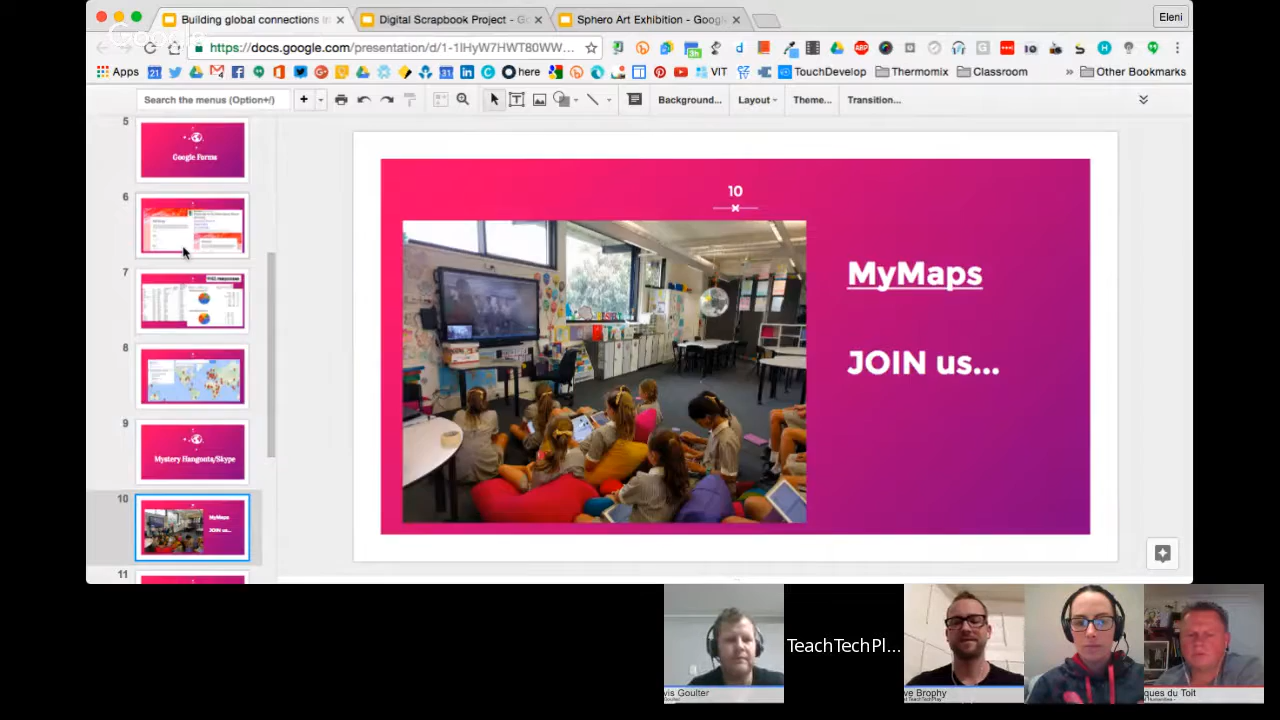 Building global connections
Digital Scrapbook Project - G
Sphero Art Exhibition - Google
Eleni
Google
https://docs.google.com/presentation/d/1-1lHyW7HWT80WW...
Apps
here
VIT
TouchDevelop
Thermomix
Classroom
»
Other Bookmarks
Search the menus (Option+/)
Background...
Layout
Theme...
Transition...
5
Google Forms
6
7
8
9
Mystery Hangouts/Skype
10
MyMaps
JOIN us...
11
10
MyMaps
JOIN us...
TeachTechPl...
vis Goulter
ve Brophy
ques du Toit